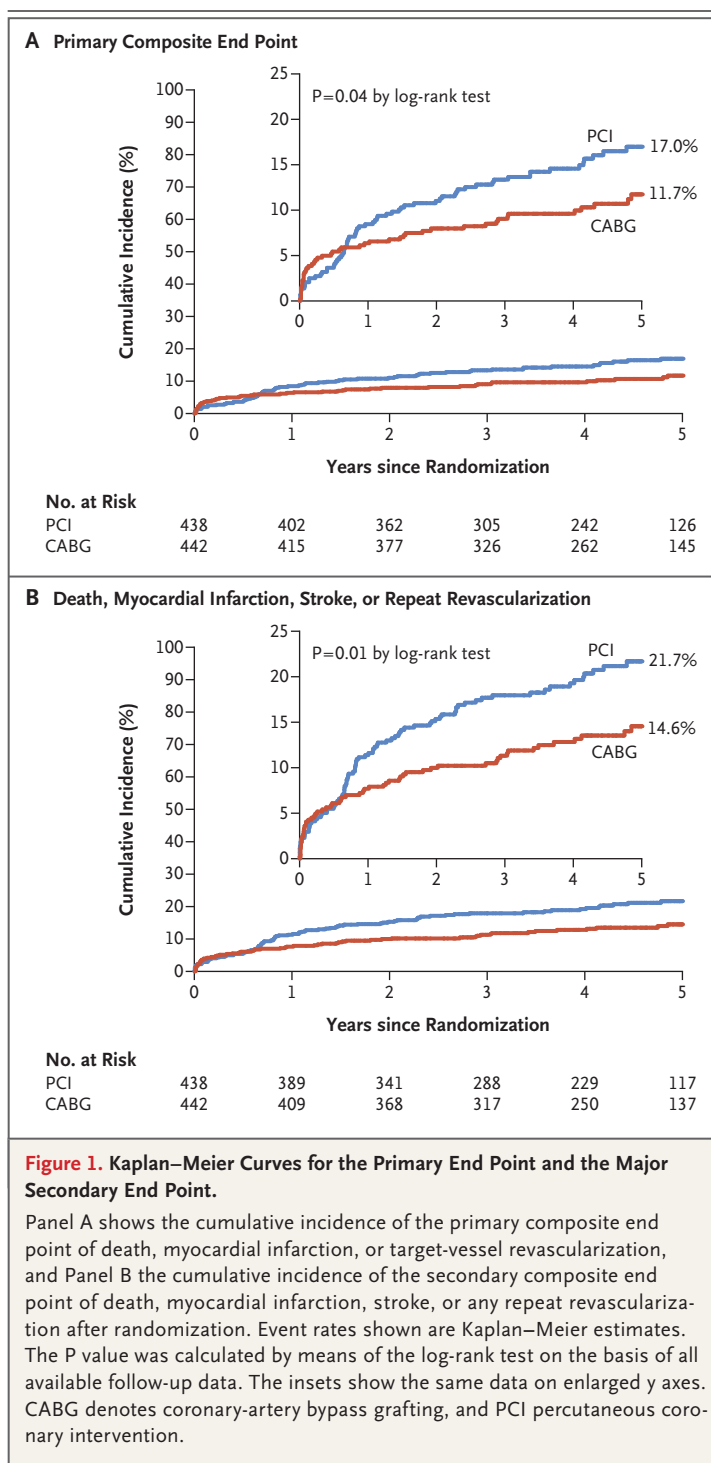 A Primary Composite End Point
Cumulative Incidence (%)
100
90
80
70
60
50
40
30
20
10
0
0 1 2 3 4 5
25
20
15
10
5
0
0 1 2 3 4 5
P=0.04 by log-rank test
PCI
17.0%
11.7%
CABG
Years since Randomization
No. at Risk
PCI 438 402 362 305 242 126
CABG 442 415 377 326 262 145
B Death, Myocardial Infarction, Stroke, or Repeat Revascularization
Cumulative Incidence (%)
100
90
80
70
60
50
40
30
20
10
0
0 1 2 3 4 5
25
20
15
10
5
0
0 1 2 3 4 5
P=0.01 by log-rank test
PCI
21.7%
14.6%
CABG
Years since Randomization
No. at Risk
PCI 438 389 341 288 229 117
CABG 442 409 368 317 250 137
Figure 1. Kaplan–Meier Curves for the Primary End Point and the Major
Secondary End Point.
Panel A shows the cumulative incidence of the primary composite end
point of death, myocardial infarction, or target-vessel revascularization,
and Panel B the cumulative incidence of the secondary composite end
point of death, myocardial infarction, stroke, or any repeat revasculariza-
tion after randomization. Event rates shown are Kaplan–Meier estimates.
The P value was calculated by means of the log-rank test on the basis of all
available follow-up data. The insets show the same data on enlarged y axes.
CABG denotes coronary-artery bypass grafting, and PCI percutaneous coro-
nary intervention.